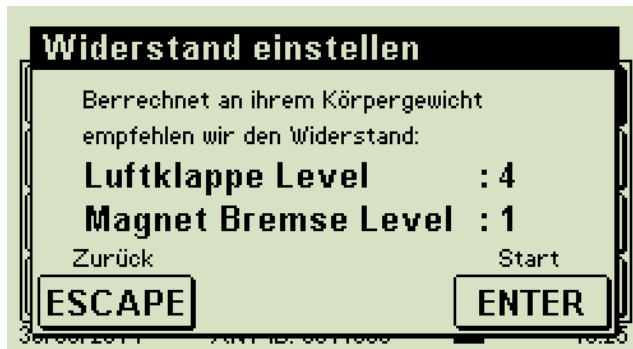 Widerstand einstellen
Berrechnet an ihrem Körpergewicht
empfehlen wir den Widerstand:
Luftklappe Level : 4
Magnet Bremse Level : 1
Zurück Start
ESCAPE ENTER